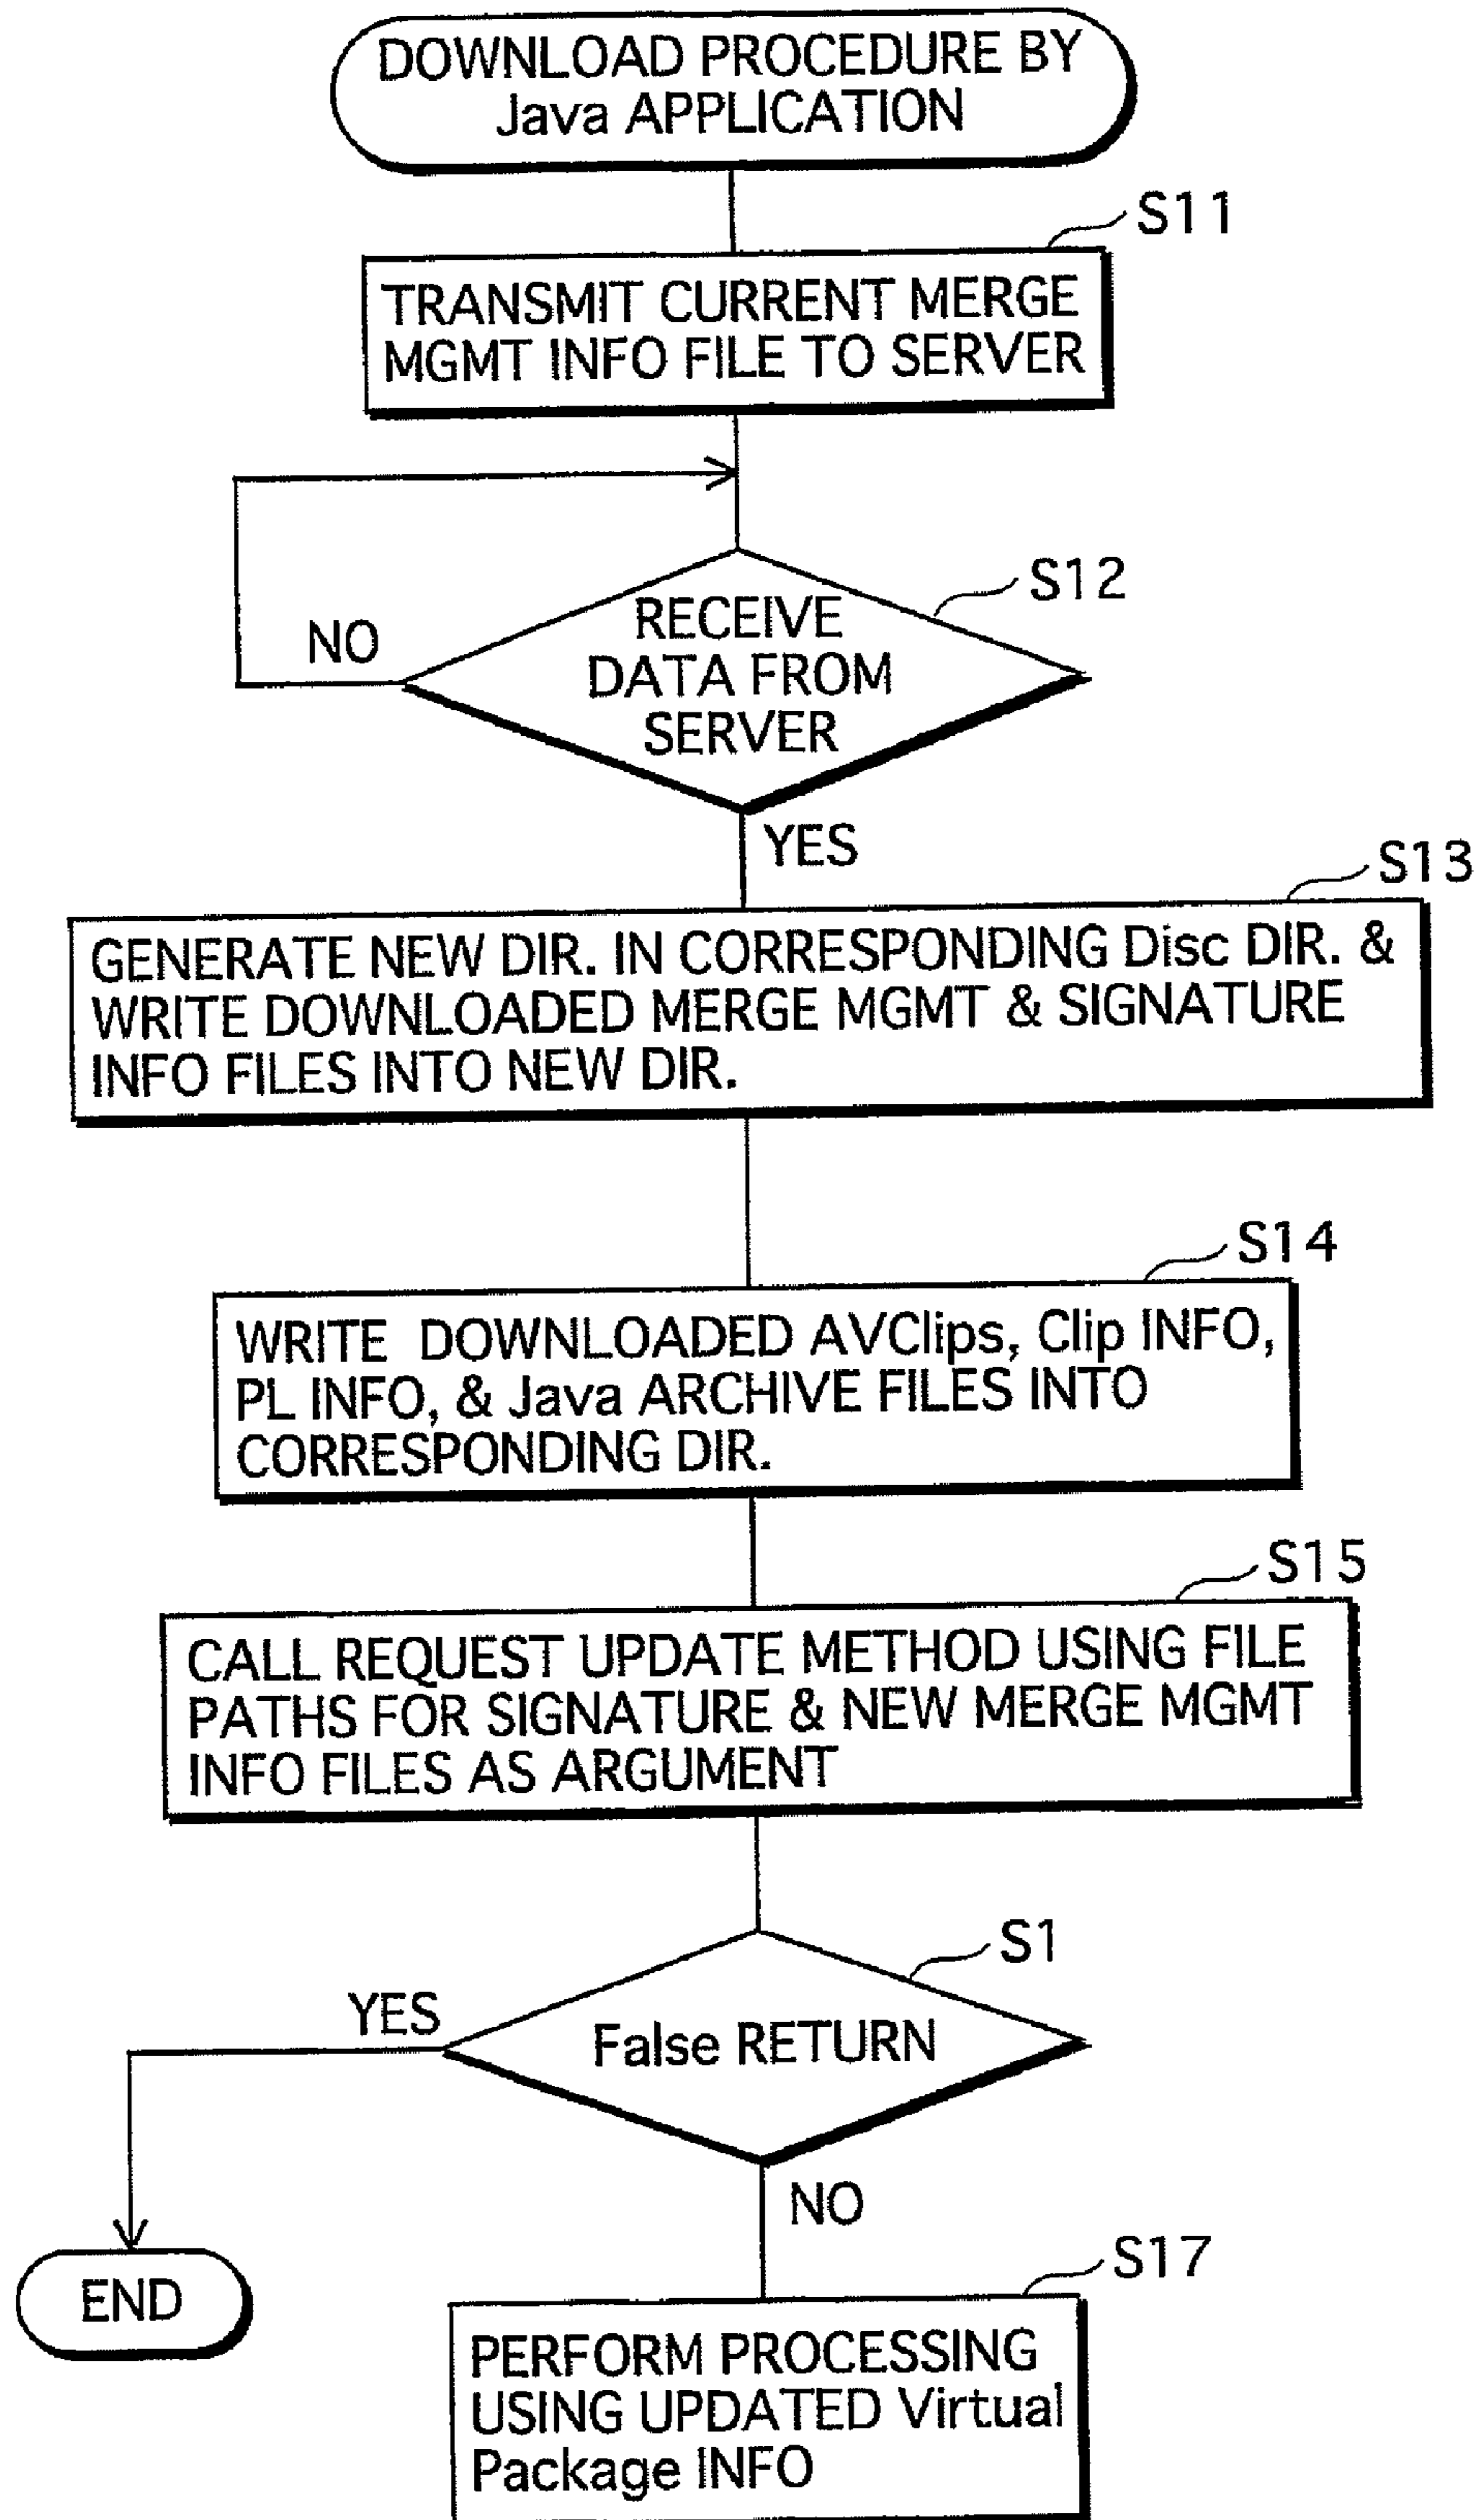 DOWNLOAD PROCEDURE BY
Java APPLICATION
S11
TRANSMIT CURRENT MERGE
MGMT INFO FILE TO SERVER
S12
NO
RECEIVE
DATA FROM
SERVER
YES
S13
GENERATE NEW DIR. IN CORRESPONDING Disc DIR. &
WRITE DOWNLOADED MERGE MGMT & SIGNATURE
INFO FILES INTO NEW DIR.
S14
WRITE DOWNLOADED AVClips, Clip INFO,
PL INFO, & Java ARCHIVE FILES INTO
CORRESPONDING DIR.
S15
CALL REQUEST UPDATE METHOD USING FILE
PATHS FOR SIGNATURE & NEW MERGE MGMT
INFO FILES AS ARGUMENT
S1
YES
False RETURN
NO
END
S17
PERFORM PROCESSING
USING UPDATED Virtual
Package INFO